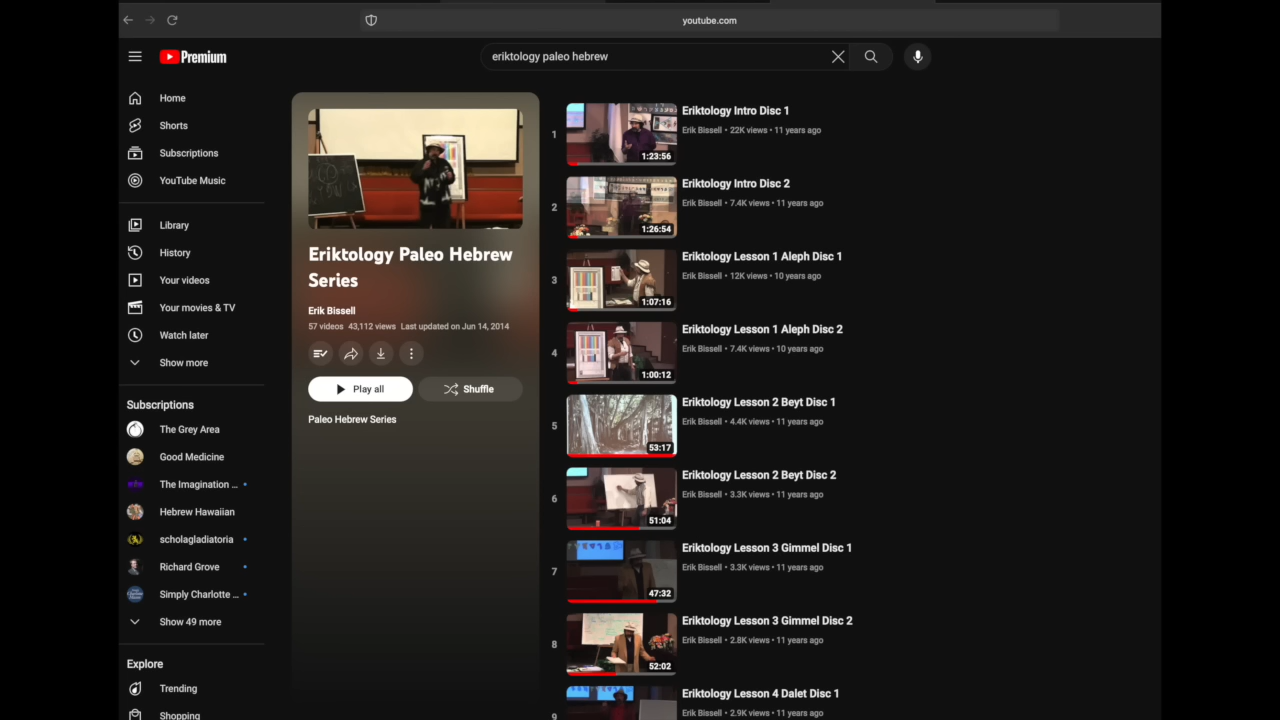 youtube.com
Premium
eriktology paleo hebrew
Home
Shorts
Subscriptions
YouTube Music
Library
History
Your videos
Your movies & TV
Watch later
Show more
Subscriptions
The Grey Area
Good Medicine
The Imagination ...
Hebrew Hawaiian
scholagladiatoria
Richard Grove
Simply Charlotte ...
Show 49 more
Explore
Trending
Shopping
Eriktology Paleo Hebrew
Series
Erik Bissell
57 videos 43,112 views Last updated on Jun 14, 2014
Play all
Shuffle
Paleo Hebrew Series
1
1:23:56
Eriktology Intro Disc 1
Erik Bissell • 22K views • 11 years ago
2
1:26:54
Eriktology Intro Disc 2
Erik Bissell • 7.4K views • 11 years ago
3
1:07:16
Eriktology Lesson 1 Aleph Disc 1
Erik Bissell • 12K views • 10 years ago
4
1:00:12
Eriktology Lesson 1 Aleph Disc 2
Erik Bissell • 7.4K views • 10 years ago
5
53:17
Eriktology Lesson 2 Beyt Disc 1
Erik Bissell • 4.4K views • 11 years ago
6
51:04
Eriktology Lesson 2 Beyt Disc 2
Erik Bissell • 3.3K views • 11 years ago
7
47:32
Eriktology Lesson 3 Gimmel Disc 1
Erik Bissell • 3.3K views • 11 years ago
8
52:02
Eriktology Lesson 3 Gimmel Disc 2
Erik Bissell • 2.8K views • 11 years ago
9
Eriktology Lesson 4 Dalet Disc 1
Erik Bissell • 2.9K views • 11 years ago